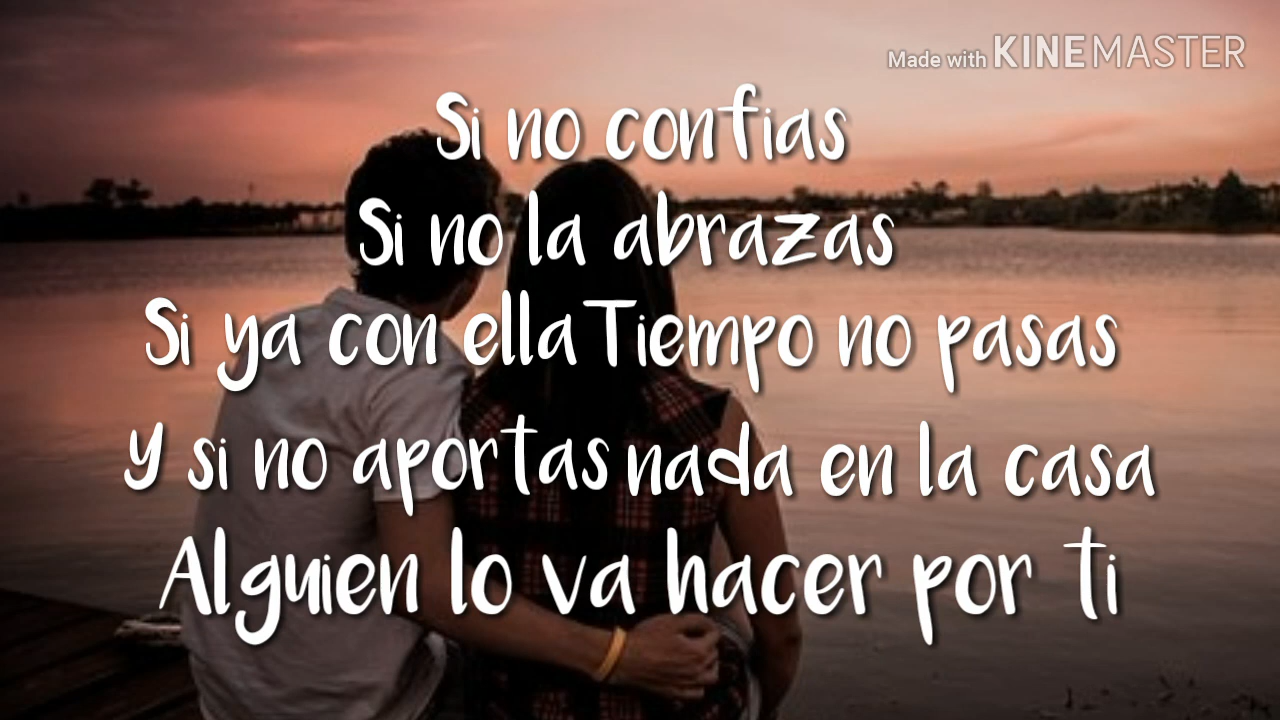 Made with KINEMASTER
Si no confias
Si no la abrazas
Si ya con ella Tiempo no pasas
y si no aportas nada en la casa
Alguien lo va hacer por ti